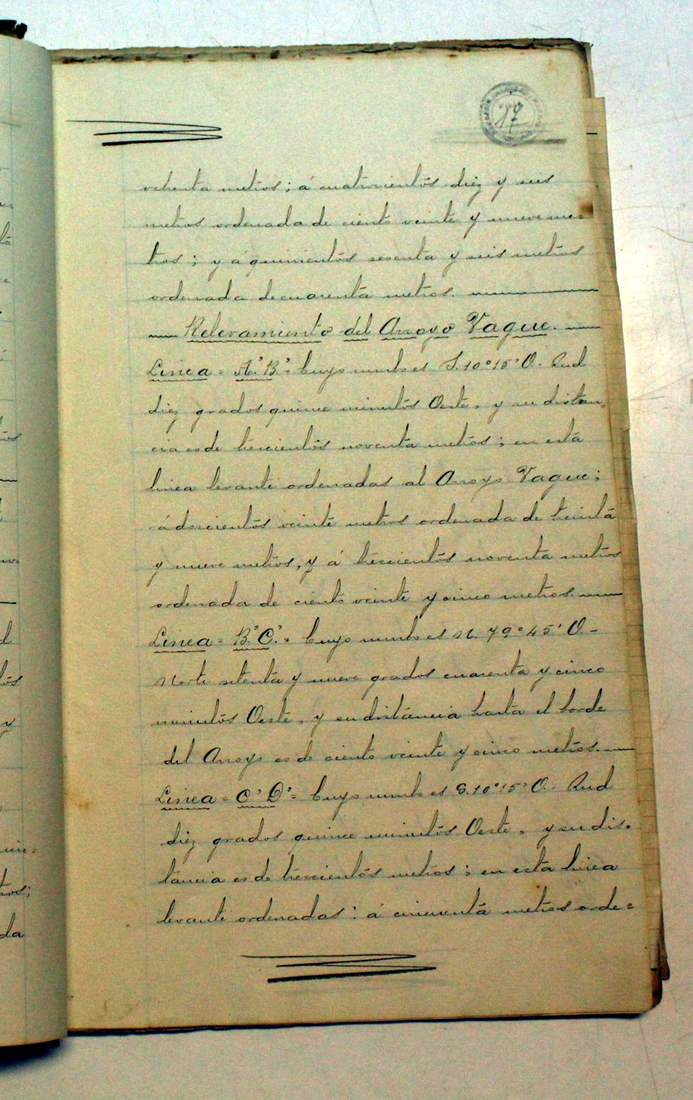 27
ochenta metros; á cuatrocientos diez y seis
metros ordenada de ciento veinte y nueve me-
tros; y á quinientos sesenta y seis metros
ordenada de cuarenta metros.
Relevamiento del Arroyo Vague.
Linea = A'B' = Cuyo rumbo es S. 10° 15' O. Sud
diez grados quince minutos Oeste, y su distan-
cia es de trescientos noventa metros; en esta
linea levanté ordenadas al Arroyo Vague;
á doscientos veinte metros ordenada de treinta
y nueve metros, y á trescientos noventa metros
ordenada de ciento veinte y cinco metros.
Linea = B'C' = Cuyo rumbo es N. 79° 45' O. -
Norte setenta y nueve grados cuarenta y cinco
minutos Oeste, y su distancia hasta el borde
del Arroyo es de ciento veinte y cinco metros.
Linea = C'D' = Cuyo rumbo es S. 10° 15' O. Sud
diez grados quince minutos Oeste, y su dis-
tancia es de trescientos metros; en esta linea
levanté ordenadas: á cincuenta metros orde=